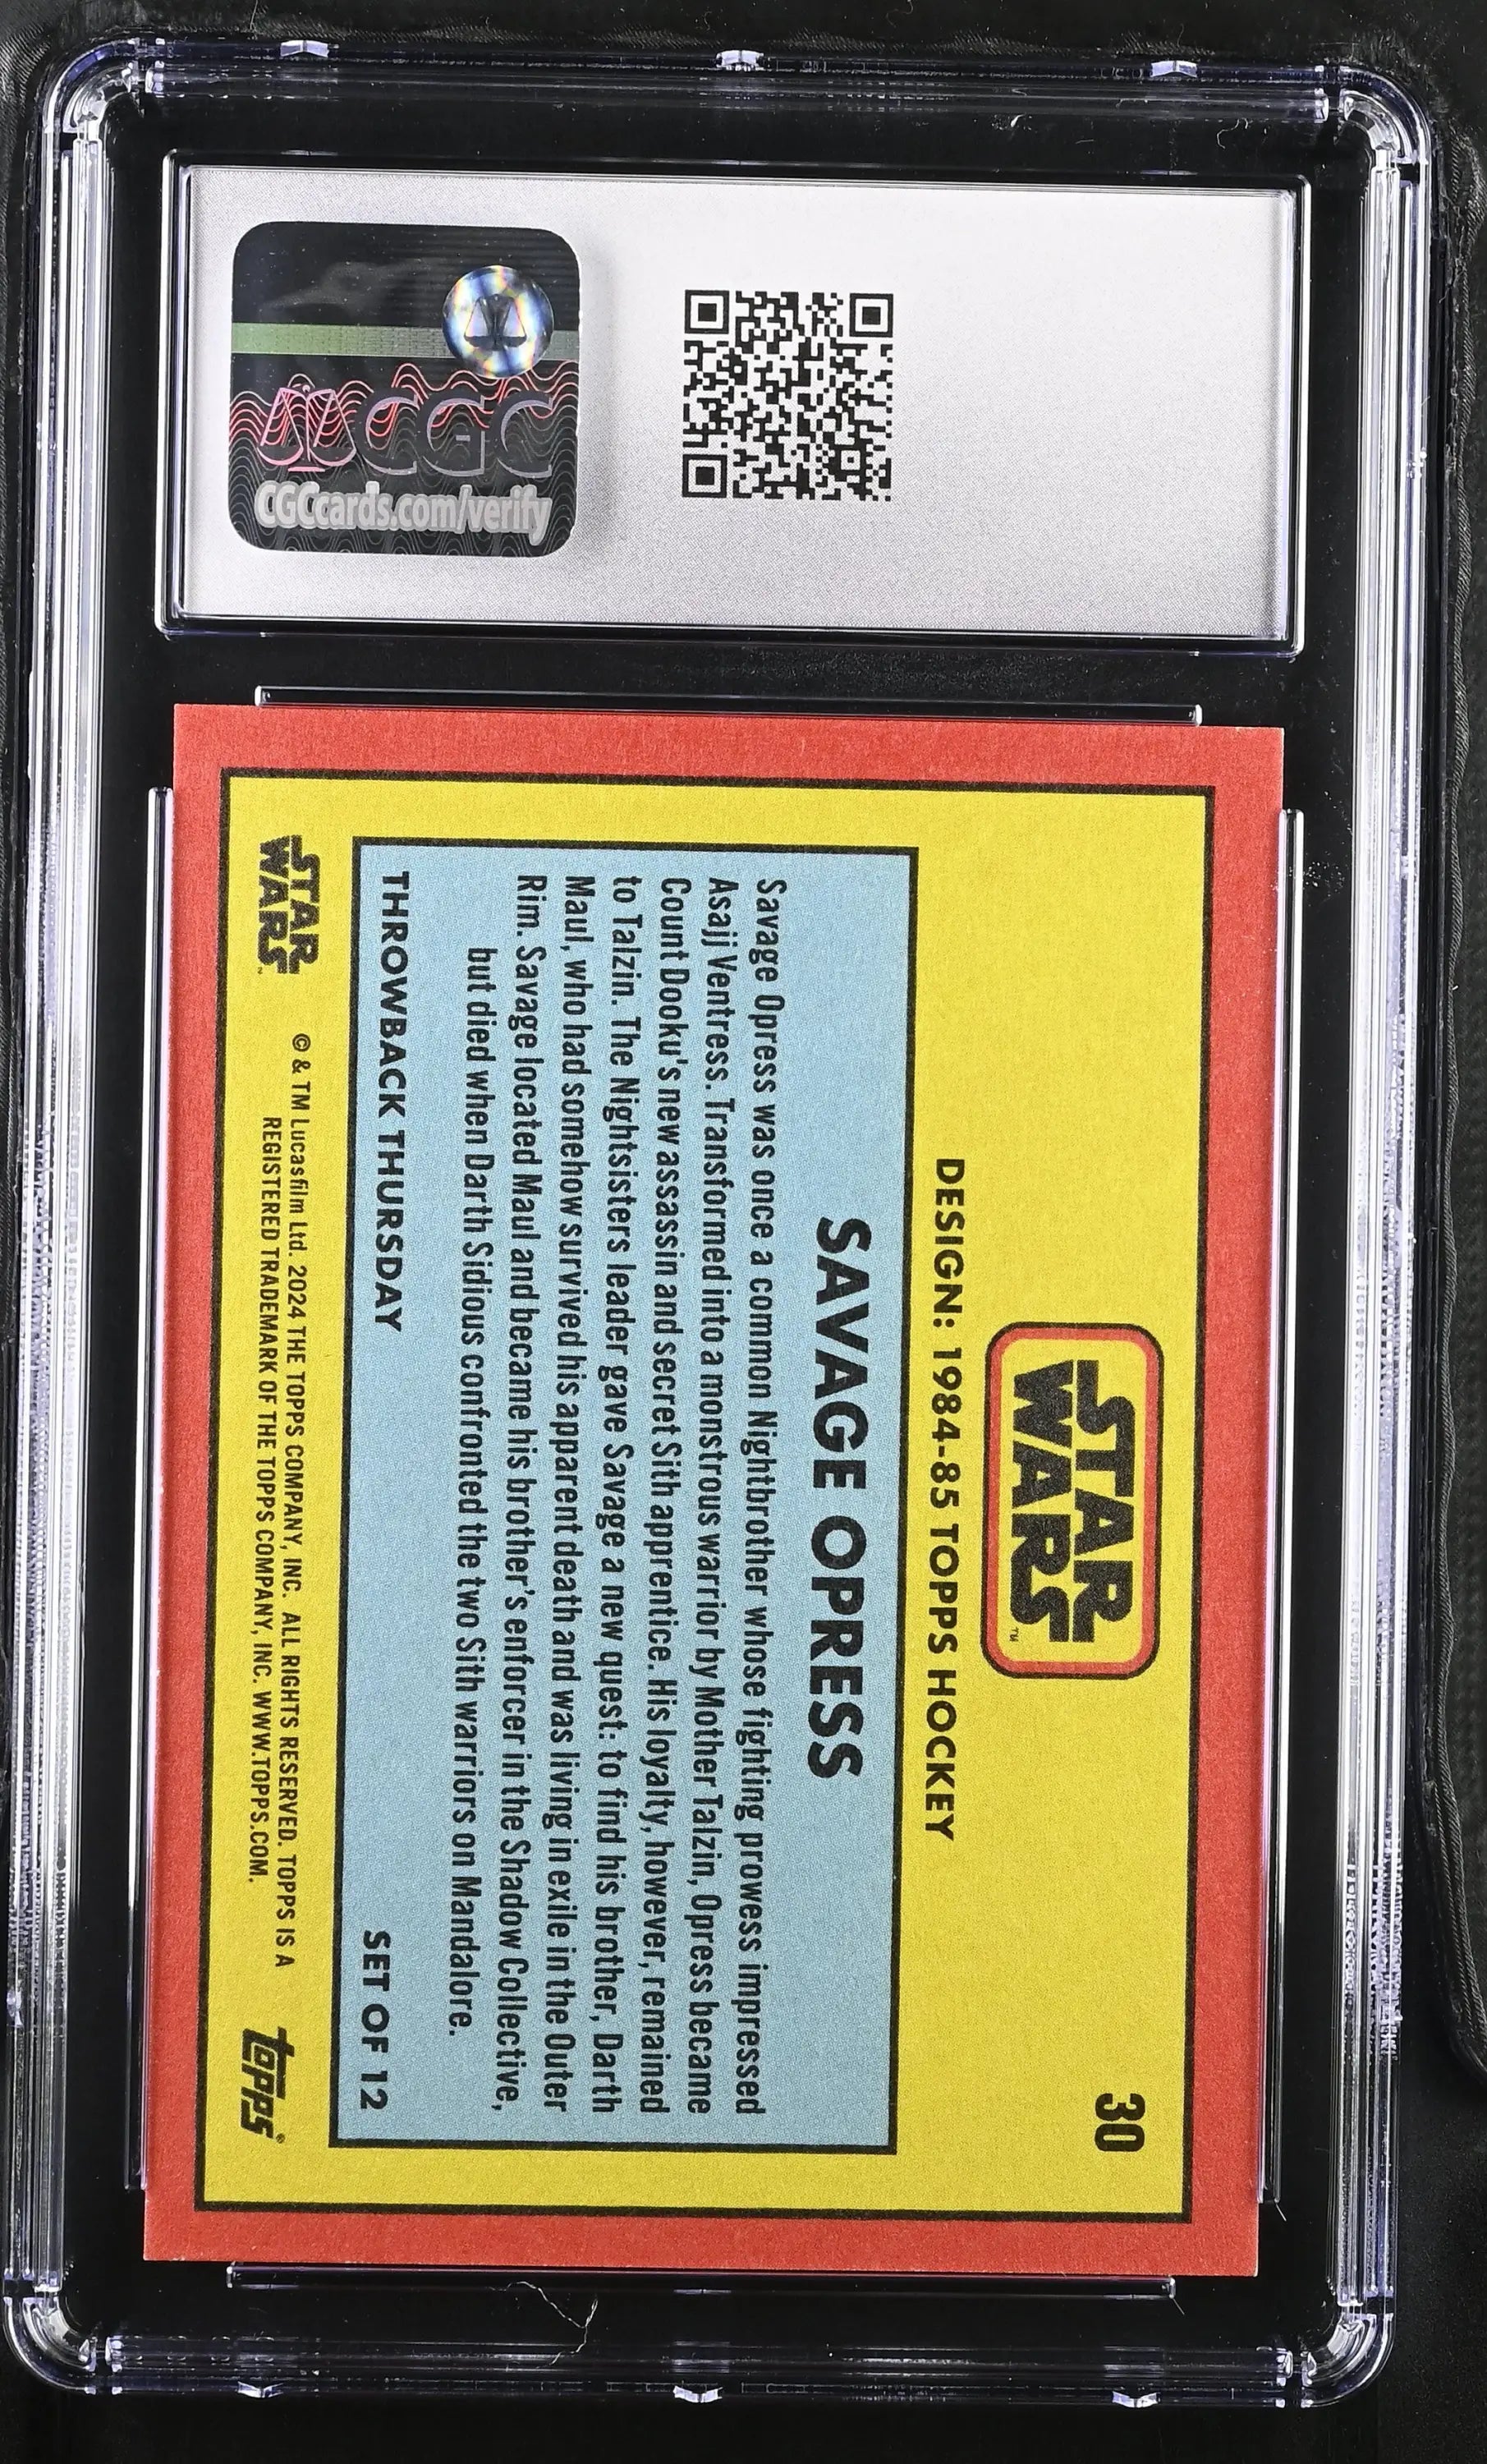 CGC
CGCcards.com/verify
30
STAR
WARS™
DESIGN: 1984-85 TOPPS HOCKEY
SAVAGE OPRESS
Savage Opress was once a common Nightbrother whose fighting prowess impressed
Asajj Ventress. Transformed into a monstrous warrior by Mother Talzin, Opress became
Count Dooku's new assassin and secret Sith apprentice. His loyalty, however, remained
to Talzin. The Nightsisters leader gave Savage a new quest: to find his brother, Darth
Maul, who had somehow survived his apparent death and was living in exile in the Outer
Rim. Savage located Maul and became his brother's enforcer in the Shadow Collective,
but died when Darth Sidious confronted the two Sith warriors on Mandalore.
THROWBACK THURSDAY SET OF 12
STAR
WARS™
© & TM Lucasfilm Ltd. 2024 THE TOPPS COMPANY, INC. ALL RIGHTS RESERVED. TOPPS IS A
REGISTERED TRADEMARK OF THE TOPPS COMPANY, INC. WWW.TOPPS.COM.
topps®